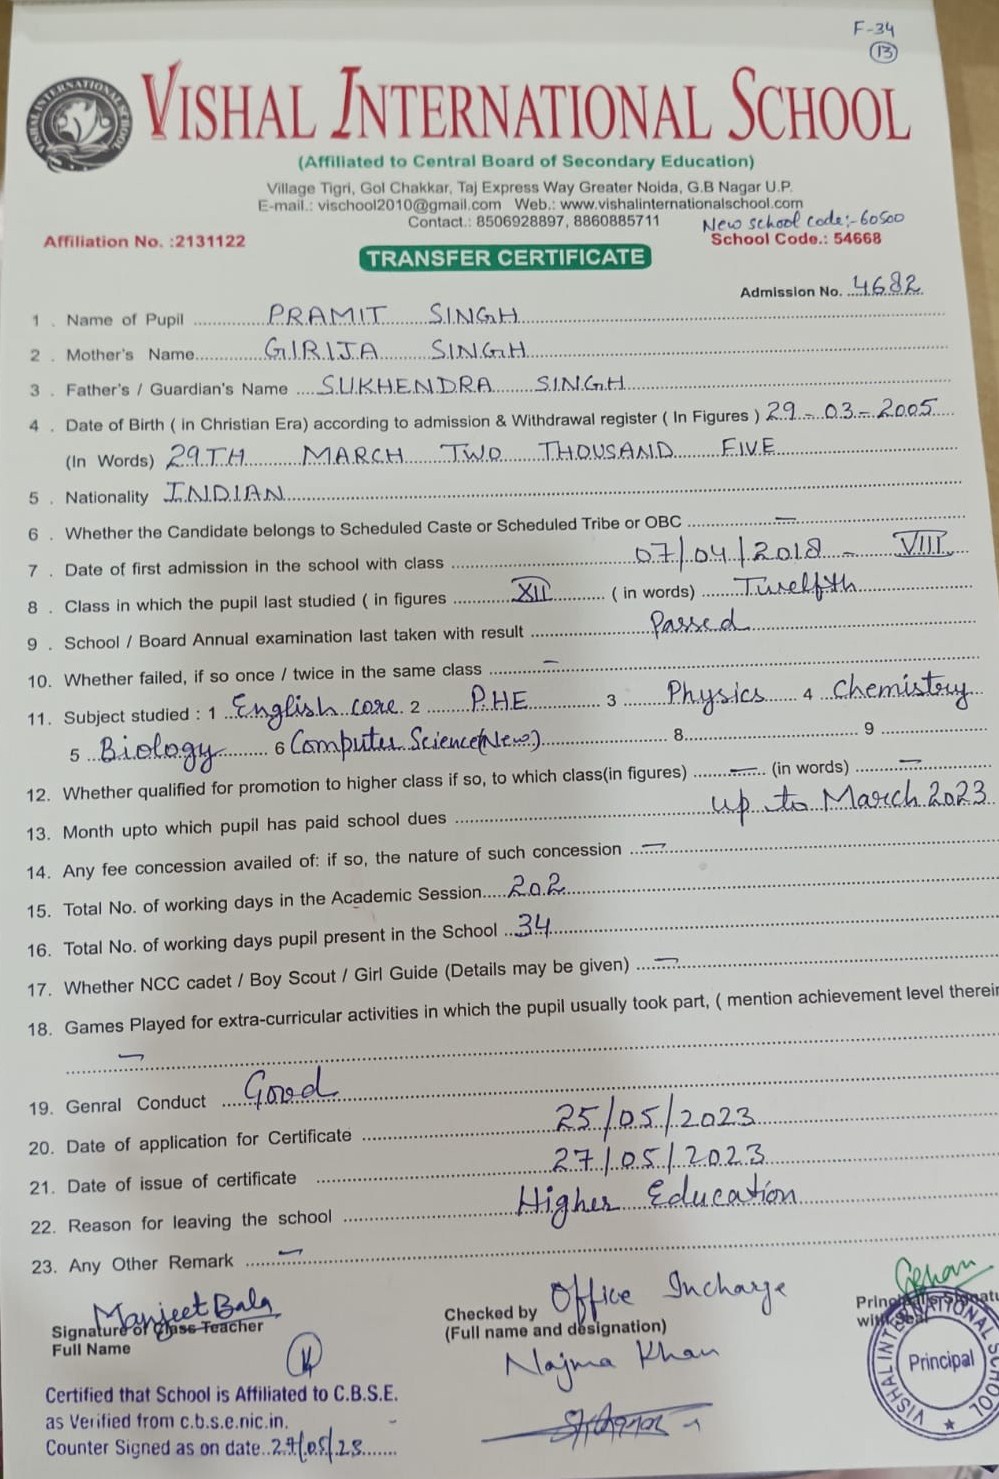 F-34
13
VISHAL INTERNATIONAL SCHOOL
(Affiliated to Central Board of Secondary Education)
Village Tigri, Gol Chakkar, Taj Express Way Greater Noida, G.B Nagar U.P.
E-mail.: vischool2010@gmail.com Web.: www.vishalinternationalschool.com
Contact.: 8506928897, 8860885711
New school code:-60500
Affiliation No. :2131122 School Code.: 54668
TRANSFER CERTIFICATE
Admission No. 4682
1 . Name of Pupil PRAMIT SINGH
2 . Mother's Name GIRIJA SINGH
3 . Father's / Guardian's Name SUKHENDRA SINGH
4 . Date of Birth ( in Christian Era) according to admission & Withdrawal register ( In Figures ) 29-03-2005
(In Words) 29TH MARCH TWO THOUSAND FIVE
5 . Nationality INDIAN
6 . Whether the Candidate belongs to Scheduled Caste or Scheduled Tribe or OBC —
7 . Date of first admission in the school with class 07/04/2018 - VIII
8 . Class in which the pupil last studied ( in figures XII ( in words) Twelfth
9 . School / Board Annual examination last taken with result Passed
10. Whether failed, if so once / twice in the same class —
11. Subject studied : 1 English core 2 P.HE 3 Physics 4 Chemistory
5 Biology 6 Computer Science(New) 8 9
12. Whether qualified for promotion to higher class if so, to which class(in figures) — (in words) —
13. Month upto which pupil has paid school dues up to March 2023
14. Any fee concession availed of: if so, the nature of such concession —
15. Total No. of working days in the Academic Session 202
16. Total No. of working days pupil present in the School 34
17. Whether NCC cadet / Boy Scout / Girl Guide (Details may be given) —
18. Games Played for extra-curricular activities in which the pupil usually took part, ( mention achievement level therein
—
19. Genral Conduct Good
20. Date of application for Certificate 25/05/2023
21. Date of issue of certificate 27/05/2023
22. Reason for leaving the school Higher Education
23. Any Other Remark —
Manjeet Bala
Signature of Class Teacher
Full Name
Checked by Office Incharge
(Full name and designation)
Najma Khan
VISHAL INTERNATIONAL SCHOOL
Principal
Certified that School is Affiliated to C.B.S.E.
as Verified from c.b.s.e.nic.in.
Counter Signed as on date 29/05/23